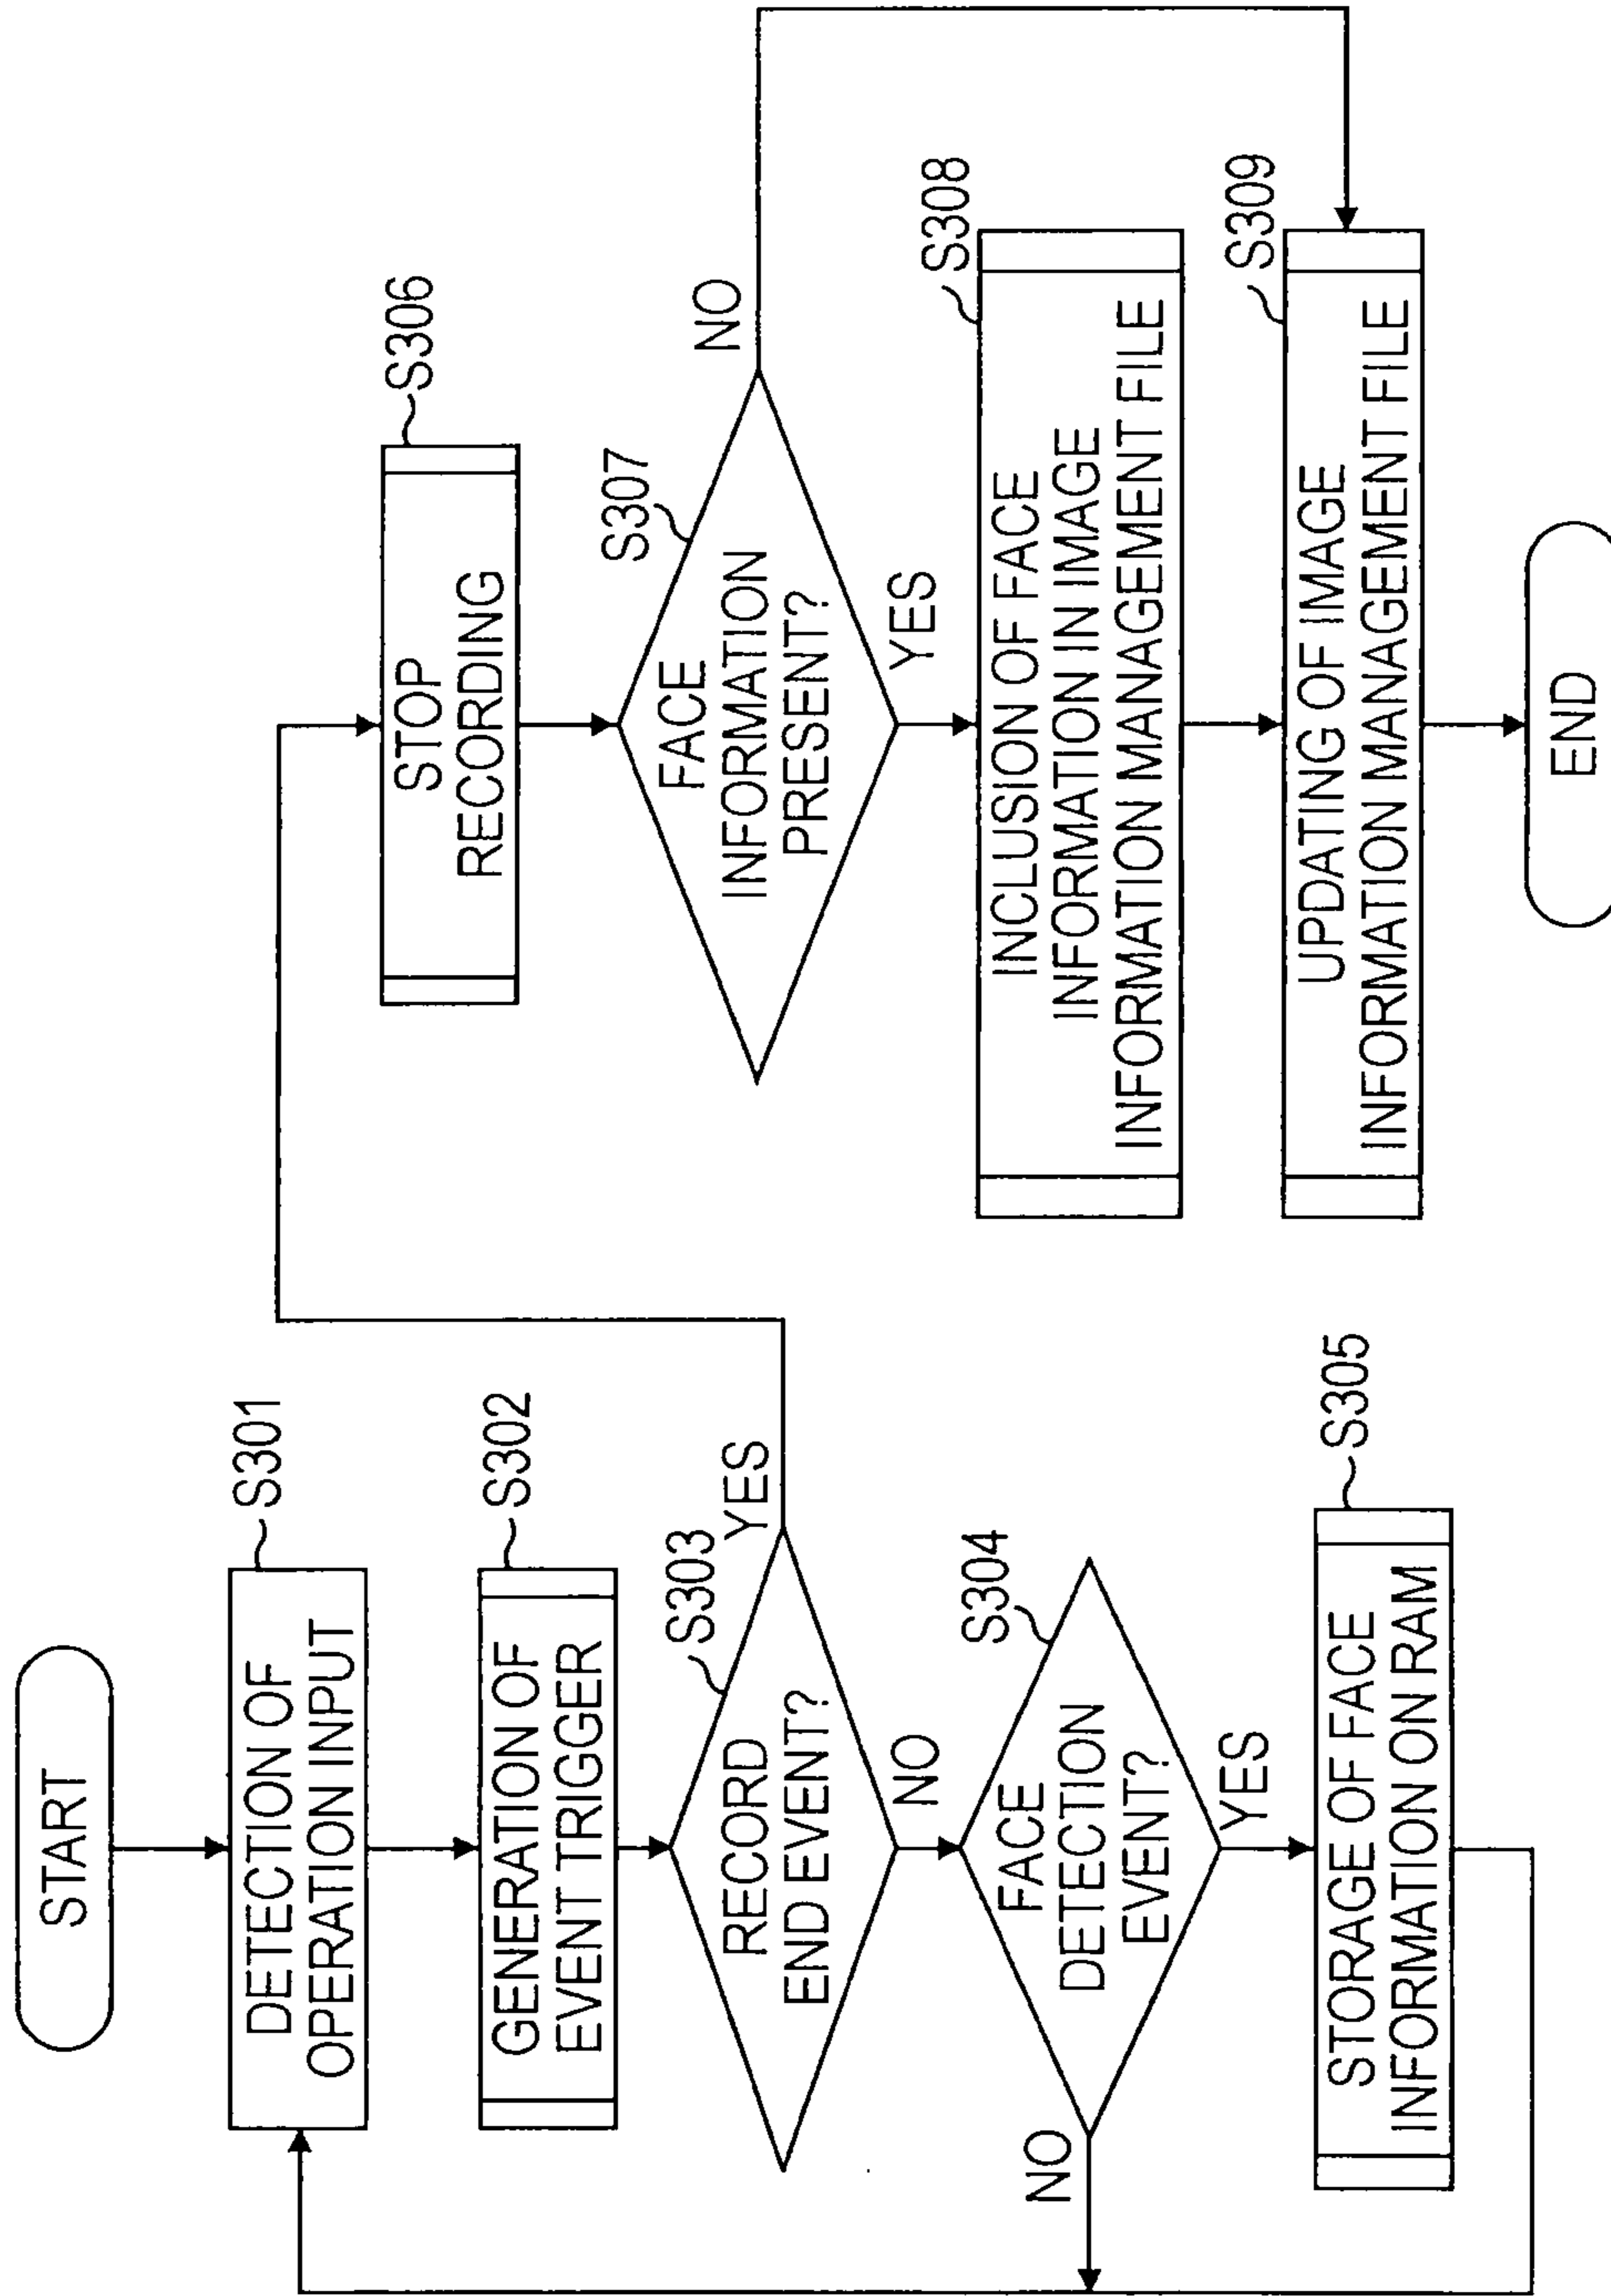 START
DETECTION OF
OPERATION INPUT
S301
GENERATION OF
EVENT TRIGGER
S302
RECORD
END EVENT?
S303
YES
NO
FACE
DETECTION
EVENT?
S304
NO
YES
STORAGE OF FACE
INFORMATION ON RAM
S305
STOP
RECORDING
S306
FACE
INFORMATION
PRESENT?
S307
NO
YES
INCLUSION OF FACE
INFORMATION IN IMAGE
INFORMATION MANAGEMENT FILE
S308
UPDATING OF IMAGE
INFORMATION MANAGEMENT FILE
S309
END